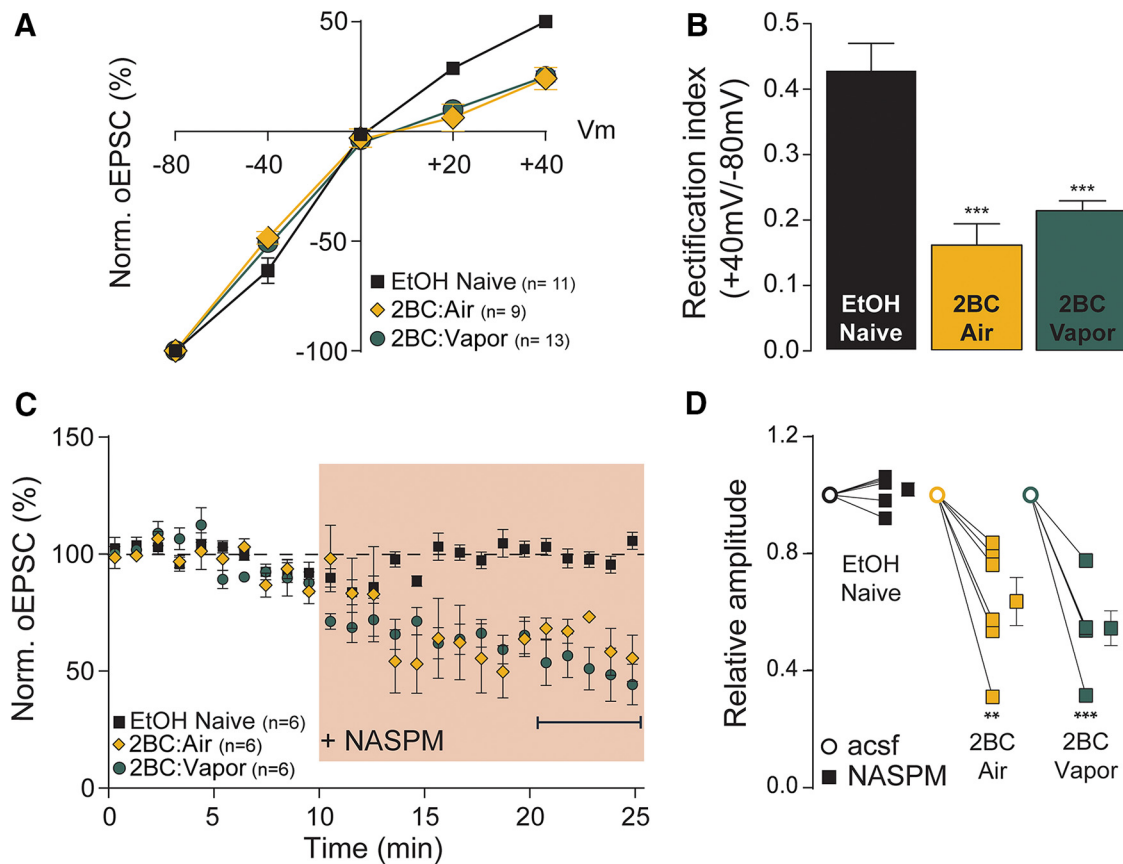 A
Norm. oEPSC (%)
50
Vm
-80
-40
+20
+40
-50
-100
EtOH Naive (n= 11)
2BC:Air (n= 9)
2BC:Vapor (n= 13)
B
Rectification index
(+40mV/-80mV)
0.5
0.4
0.3
0.2
0.1
0.0
***
***
EtOH
Naive
2BC
Air
2BC
Vapor
C
Norm. oEPSC (%)
150
100
50
0
EtOH Naive (n=6)
2BC:Air (n=6)
2BC:Vapor (n=6)
+ NASPM
0
5
10
15
20
25
Time (min)
D
Relative amplitude
1.2
0.8
0.4
0.0
EtOH
Naive
**
***
acsf
NASPM
2BC
Air
2BC
Vapor